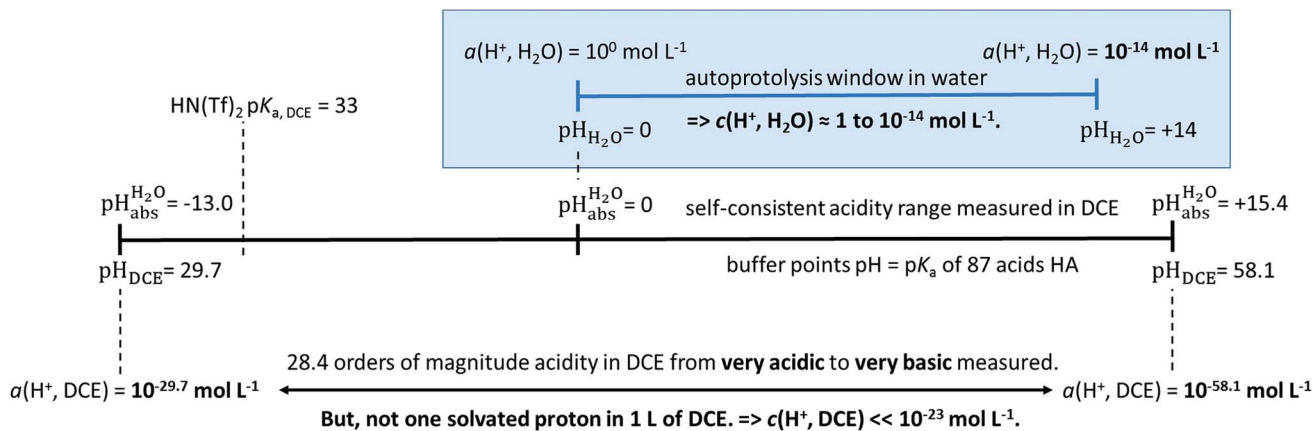 a(H⁺, H₂O) = 10⁰ mol L⁻¹
a(H⁺, H₂O) = 10⁻¹⁴ mol L⁻¹
autoprotolysis window in water
=> c(H⁺, H₂O) ≈ 1 to 10⁻¹⁴ mol L⁻¹.
pH_H₂O = 0
pH_H₂O = +14
HN(Tf)₂ pKₐ, DCE = 33
pH_abs^H₂O = -13.0
pH_abs^H₂O = 0
self-consistent acidity range measured in DCE
pH_abs^H₂O = +15.4
pH_DCE = 29.7
buffer points pH = pKₐ of 87 acids HA
pH_DCE = 58.1
28.4 orders of magnitude acidity in DCE from very acidic to very basic measured.
a(H⁺, DCE) = 10⁻²⁹·⁷ mol L⁻¹
a(H⁺, DCE) = 10⁻⁵⁸·¹ mol L⁻¹
But, not one solvated proton in 1 L of DCE. => c(H⁺, DCE) << 10⁻²³ mol L⁻¹.